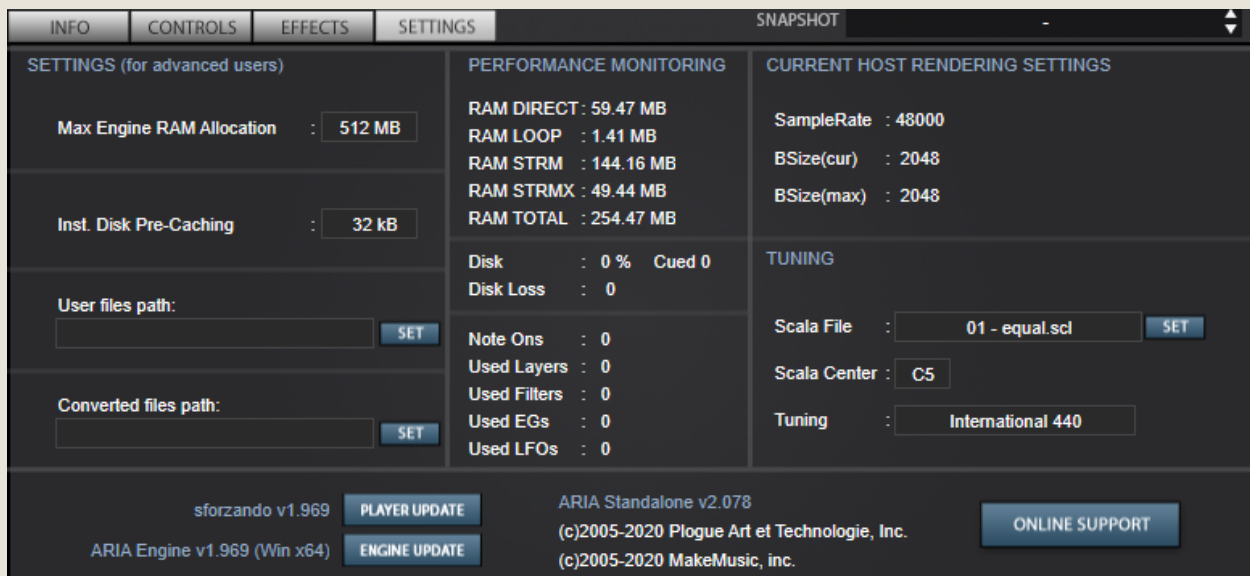 INFO CONTROLS EFFECTS SETTINGS SNAPSHOT -
SETTINGS (for advanced users)
Max Engine RAM Allocation : 512 MB
Inst. Disk Pre-Caching : 32 kB
User files path:
SET
Converted files path:
SET
PERFORMANCE MONITORING
RAM DIRECT : 59.47 MB
RAM LOOP : 1.41 MB
RAM STRM : 144.16 MB
RAM STRMX : 49.44 MB
RAM TOTAL : 254.47 MB
Disk : 0 % Cued 0
Disk Loss : 0
Note Ons : 0
Used Layers : 0
Used Filters : 0
Used EGs : 0
Used LFOs : 0
CURRENT HOST RENDERING SETTINGS
SampleRate : 48000
BSize(cur) : 2048
BSize(max) : 2048
TUNING
Scala File : 01 - equal.scl SET
Scala Center : C5
Tuning : International 440
sforzando v1.969 PLAYER UPDATE
ARIA Engine v1.969 (Win x64) ENGINE UPDATE
ARIA Standalone v2.078
(c)2005-2020 Plogue Art et Technologie, Inc.
(c)2005-2020 MakeMusic, inc.
ONLINE SUPPORT